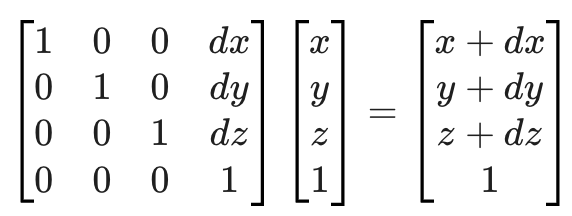 1 0 0 dx x x + dx
0 1 0 dy y y + dy
=
0 0 1 dz z z + dz
0 0 0 1 1 1